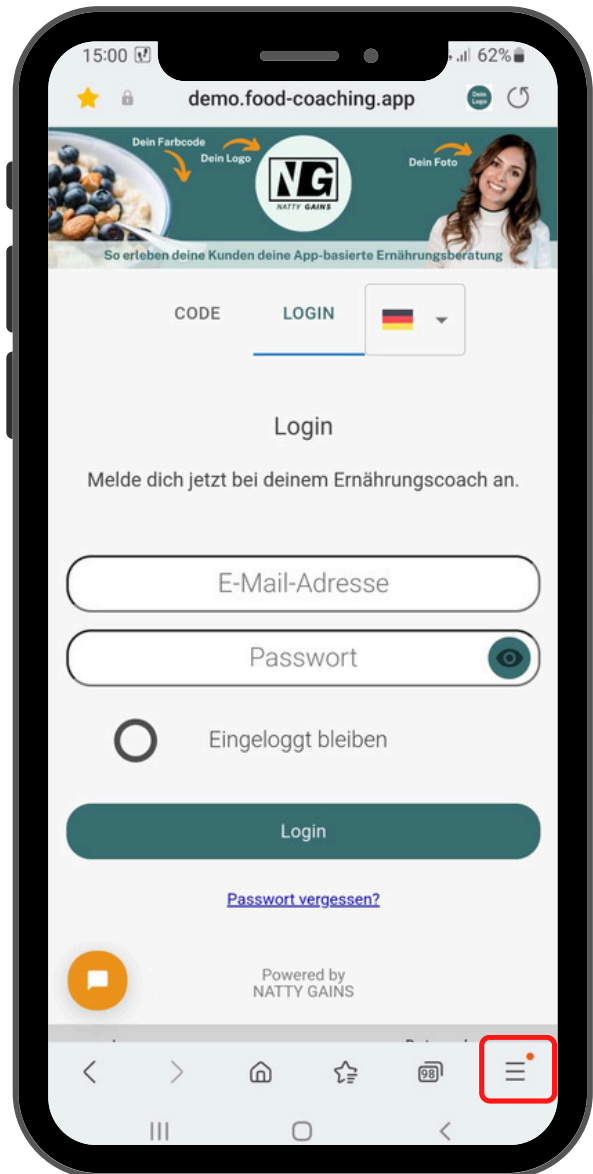 15:00 62%
demo.food-coaching.app
Dein
Logo
Dein Farbcode
Dein Logo
Dein Foto
NG
NATTY GAINS
So erleben deine Kunden deine App-basierte Ernährungsberatung
CODE LOGIN
Login
Melde dich jetzt bei deinem Ernährungscoach an.
E-Mail-Adresse
Passwort
Eingeloggt bleiben
Login
Passwort vergessen?
Powered by
NATTY GAINS
98